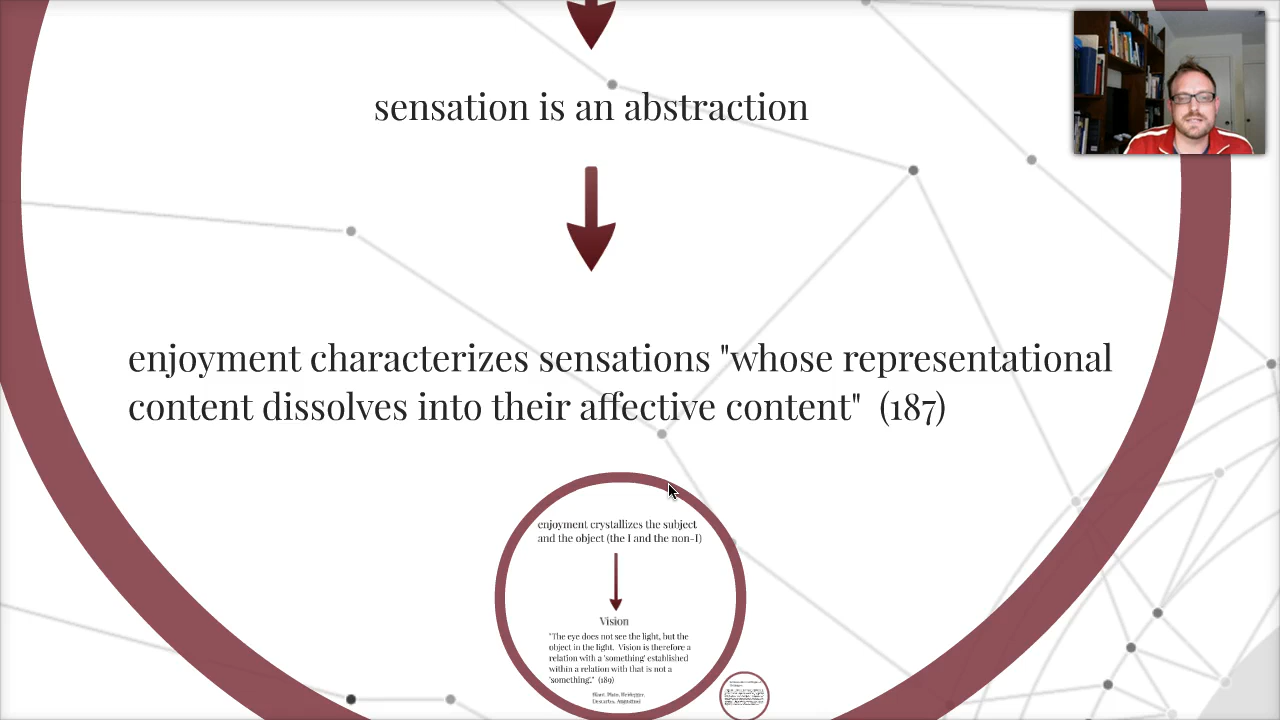 sensation is an abstraction
enjoyment characterizes sensations "whose representational
content dissolves into their affective content"  (187)
enjoyment crystallizes the subject
and the object (the I and the non-I)
Vision
"The eye does not see the light, but the
object in the light.  Vision is therefore a
relation with a 'something' established
within a relation with that is not a
'something.'"  (189)
Plato, Heidegger,
Descartes, Augustine)